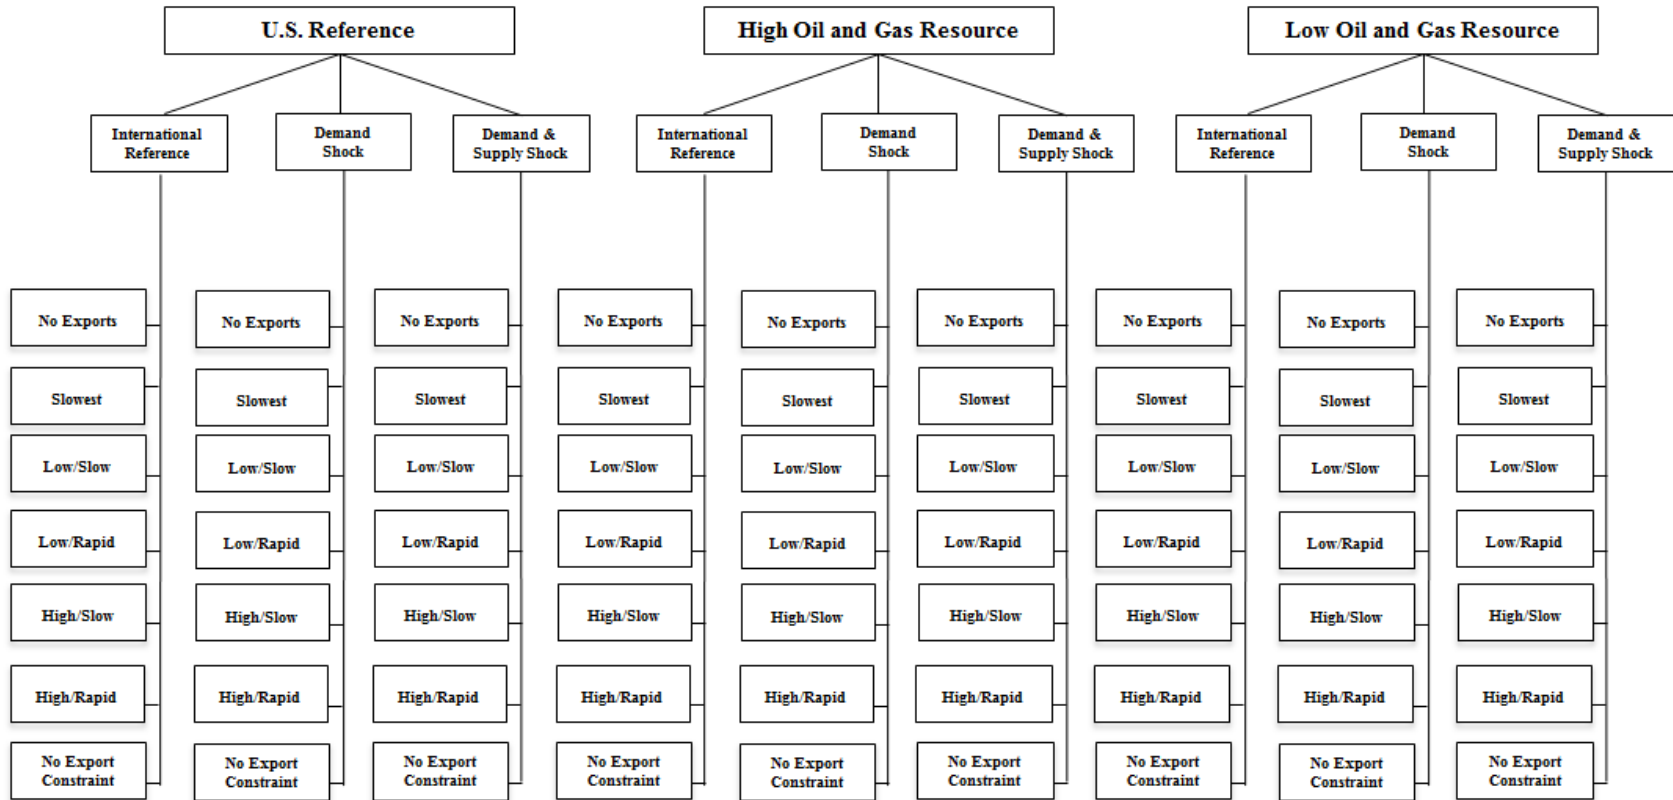 U.S. Reference
High Oil and Gas Resource
Low Oil and Gas Resource
International
Reference
Demand
Shock
Demand &
Supply Shock
International
Reference
Demand
Shock
Demand &
Supply Shock
International
Reference
Demand
Shock
Demand &
Supply Shock
No Exports
No Exports
No Exports
No Exports
No Exports
No Exports
No Exports
No Exports
No Exports
Slowest
Slowest
Slowest
Slowest
Slowest
Slowest
Slowest
Slowest
Slowest
Low/Slow
Low/Slow
Low/Slow
Low/Slow
Low/Slow
Low/Slow
Low/Slow
Low/Slow
Low/Slow
Low/Rapid
Low/Rapid
Low/Rapid
Low/Rapid
Low/Rapid
Low/Rapid
Low/Rapid
Low/Rapid
Low/Rapid
High/Slow
High/Slow
High/Slow
High/Slow
High/Slow
High/Slow
High/Slow
High/Slow
High/Slow
High/Rapid
High/Rapid
High/Rapid
High/Rapid
High/Rapid
High/Rapid
High/Rapid
High/Rapid
High/Rapid
No Export
Constraint
No Export
Constraint
No Export
Constraint
No Export
Constraint
No Export
Constraint
No Export
Constraint
No Export
Constraint
No Export
Constraint
No Export
Constraint